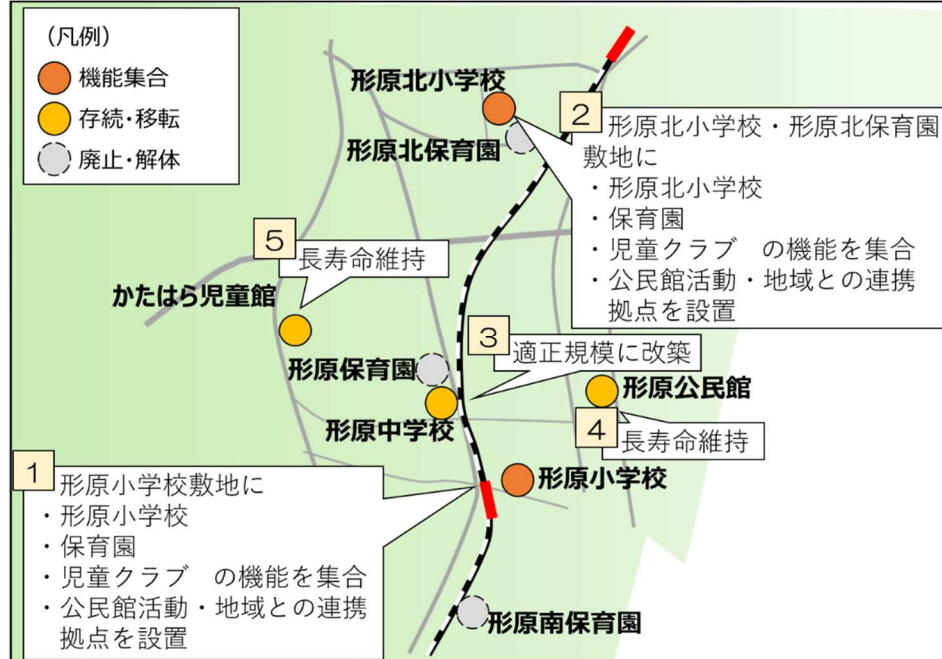 (凡例)
機能集合
存続・移転
廃止・解体
形原北小学校
形原北保育園
2
形原北小学校・形原北保育園
敷地に
・形原北小学校
・保育園
・児童クラブ の機能を集合
・公民館活動・地域との連携
拠点を設置
5
長寿命維持
かたはら児童館
3
適正規模に改築
形原保育園
形原中学校
形原公民館
4
長寿命維持
1
形原小学校敷地に
・形原小学校
・保育園
・児童クラブ の機能を集合
・公民館活動・地域との連携
拠点を設置
形原小学校
形原南保育園